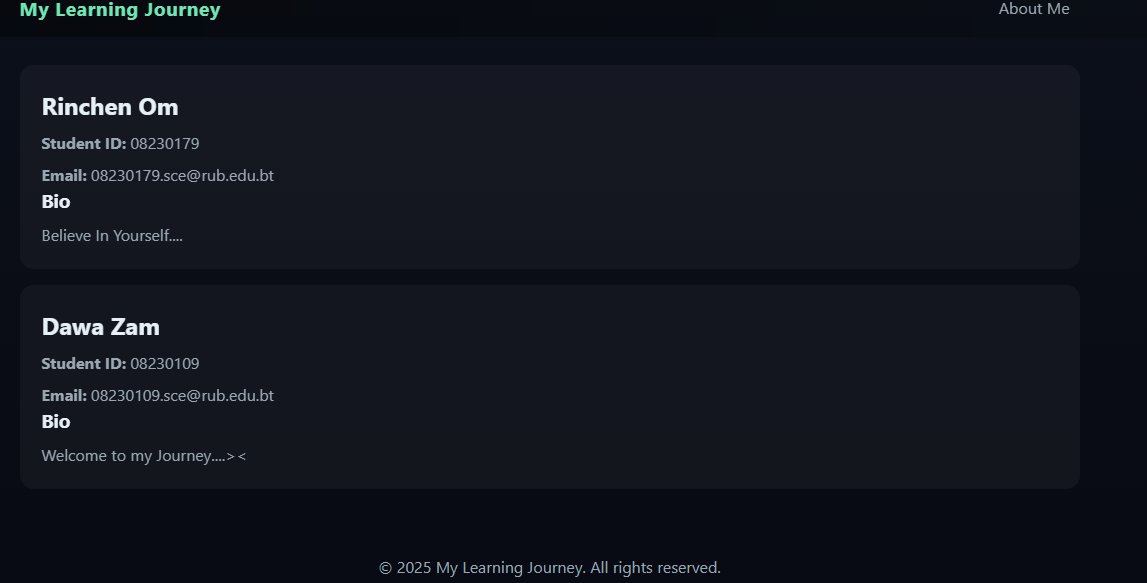 My Learning Journey
About Me
Rinchen Om
Student ID: 08230179
Email: 08230179.sce@rub.edu.bt
Bio
Believe In Yourself....
Dawa Zam
Student ID: 08230109
Email: 08230109.sce@rub.edu.bt
Bio
Welcome to my Journey....><
© 2025 My Learning Journey. All rights reserved.